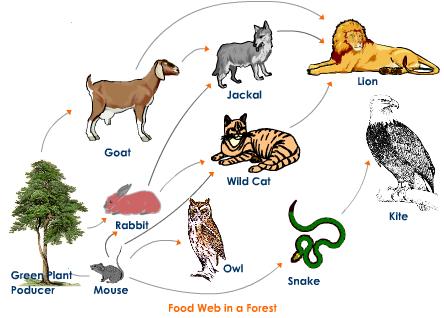 Goat
Jackal
Lion
Wild Cat
Kite
Rabbit
Green Plant
Poducer
Mouse
Owl
Snake
Food Web in a Forest